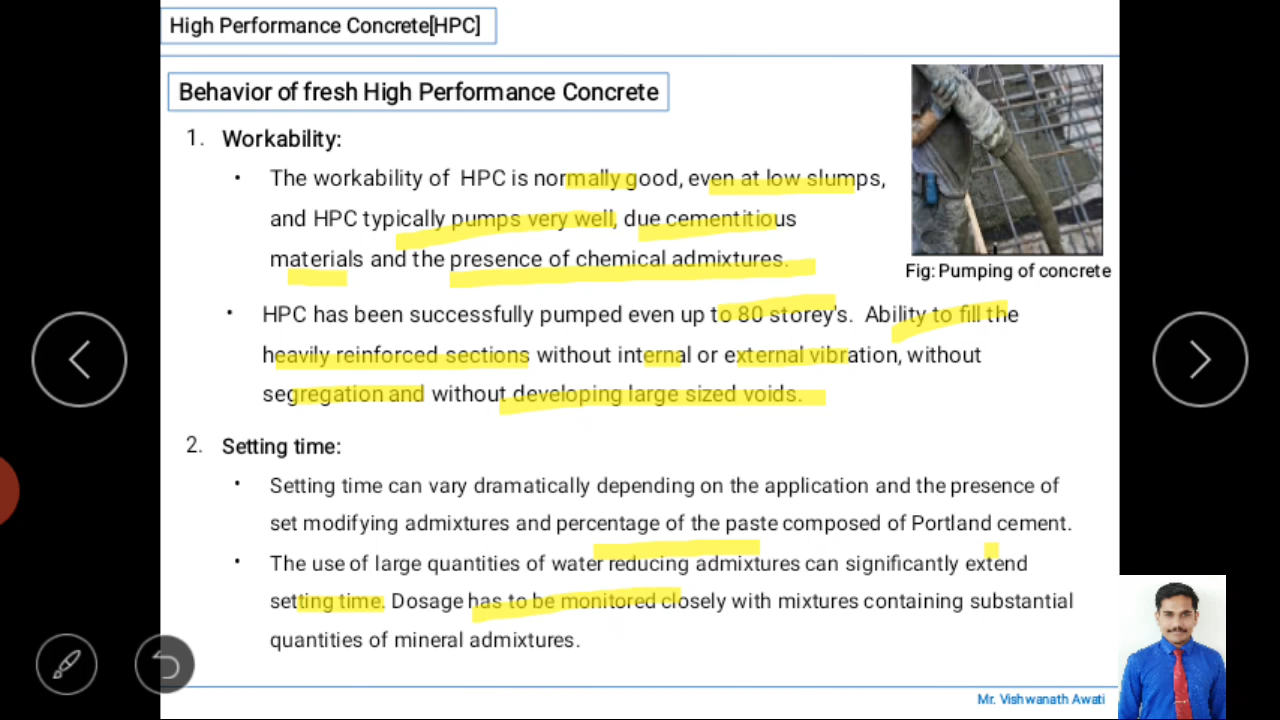 High Performance Concrete[HPC]
Behavior of fresh High Performance Concrete
1. Workability:
• The workability of HPC is normally good, even at low slumps,
and HPC typically pumps very well, due cementitious
materials and the presence of chemical admixtures.
Fig: Pumping of concrete
• HPC has been successfully pumped even up to 80 storey's. Ability to fill the
heavily reinforced sections without internal or external vibration, without
segregation and without developing large sized voids.
2. Setting time:
• Setting time can vary dramatically depending on the application and the presence of
set modifying admixtures and percentage of the paste composed of Portland cement.
• The use of large quantities of water reducing admixtures can significantly extend
setting time. Dosage has to be monitored closely with mixtures containing substantial
quantities of mineral admixtures.
Mr. Vishwanath Awati